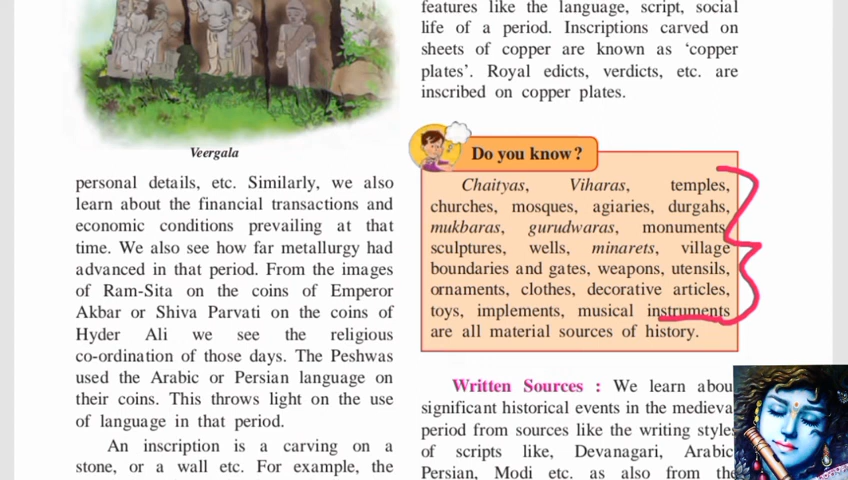 Veergala
personal details, etc. Similarly, we also
learn about the financial transactions and
economic conditions prevailing at that
time. We also see how far metallurgy had
advanced in that period. From the images
of Ram-Sita on the coins of Emperor
Akbar or Shiva Parvati on the coins of
Hyder Ali we see the religious
co-ordination of those days. The Peshwas
used the Arabic or Persian language on
their coins. This throws light on the use
of language in that period.
An inscription is a carving on a
stone, or a wall etc. For example, the
features like the language, script, social
life of a period. Inscriptions carved on
sheets of copper are known as ‘copper
plates’. Royal edicts, verdicts, etc. are
inscribed on copper plates.
Do you know?
Chaityas, Viharas, temples,
churches, mosques, agiaries, durgahs,
mukbaras, gurudwaras, monuments
sculptures, wells, minarets, village
boundaries and gates, weapons, utensils,
ornaments, clothes, decorative articles,
toys, implements, musical instruments
are all material sources of history.
Written Sources : We learn abou
significant historical events in the medieva
period from sources like the writing style
of scripts like, Devanagari, Arabic
Persian, Modi etc. as also from the